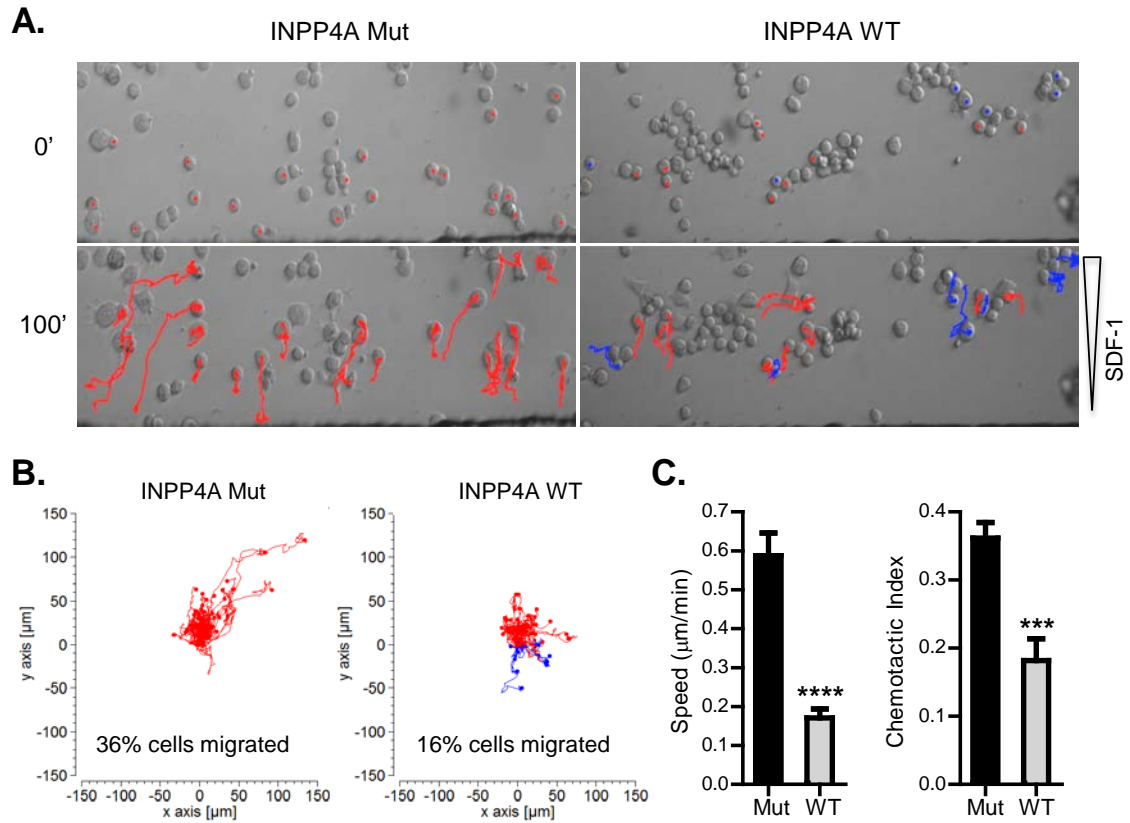 A.
INPP4A Mut
INPP4A WT
0'
100'
SDF-1
B.
INPP4A Mut
150
100
50
0
-50
-100
-150
y axis [µm]
36% cells migrated
-150 -100 -50 0 50 100 150
x axis [µm]
INPP4A WT
150
100
50
0
-50
-100
-150
y axis [µm]
16% cells migrated
-150 -100 -50 0 50 100 150
x axis [µm]
C.
Speed (µm/min)
0.7
0.6
0.5
0.4
0.3
0.2
0.1
0.0
****
Mut WT
Chemotactic Index
0.4
0.3
0.2
0.1
0.0
***
Mut WT